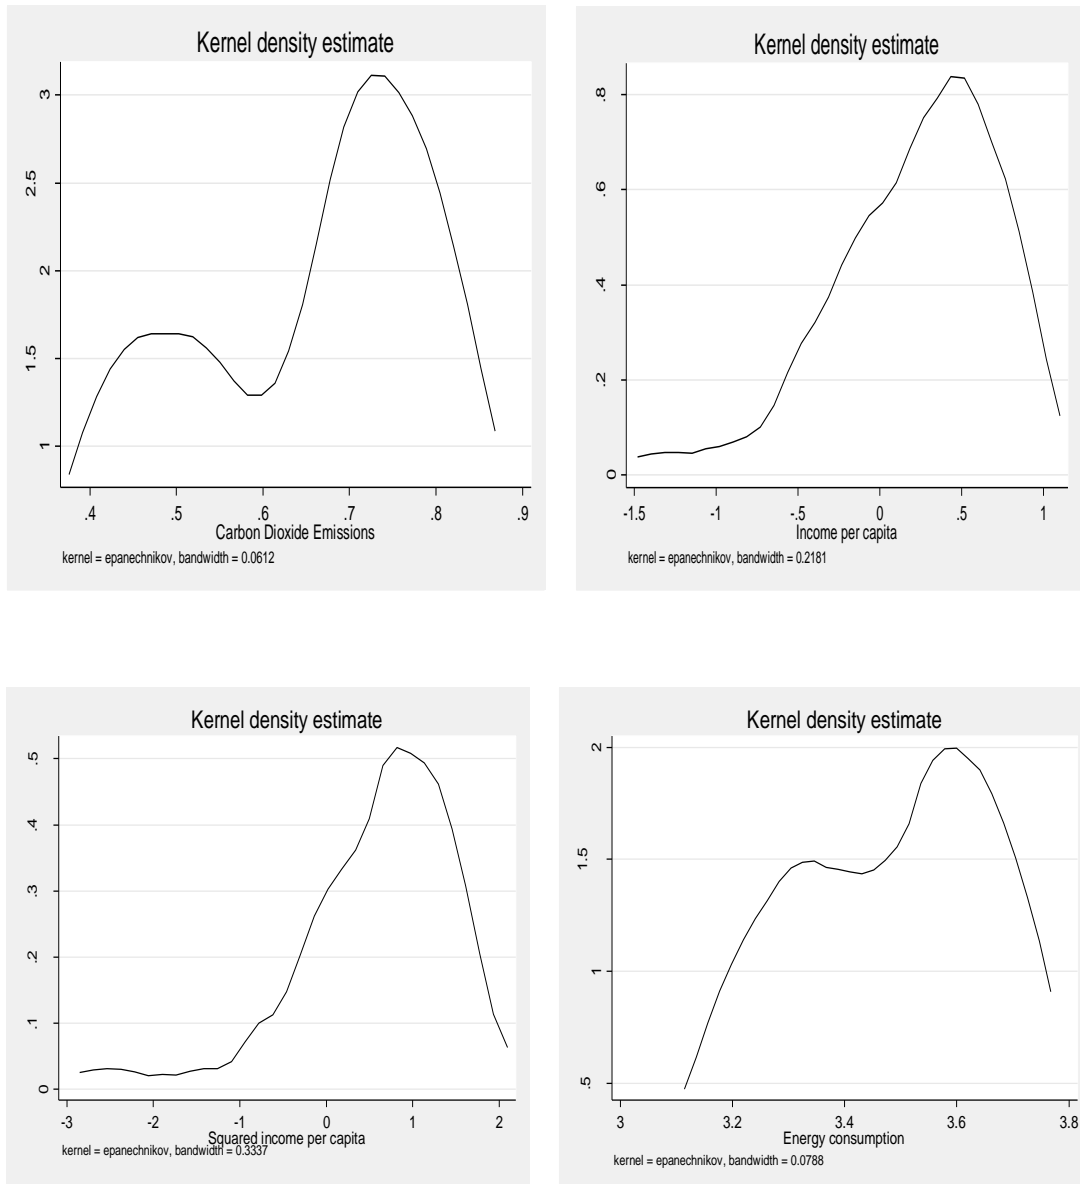 Kernel density estimate
3
2.5
2
1.5
1
.4 .5 .6 .7 .8 .9
Carbon Dioxide Emissions
kernel = epanechnikov, bandwidth = 0.0612
Kernel density estimate
.8
.6
.4
.2
0
-1.5 -1 -.5 0 .5 1
Income per capita
kernel = epanechnikov, bandwidth = 0.2181
Kernel density estimate
.5
.4
.3
.2
.1
0
-3 -2 -1 0 1 2
Squared income per capita
kernel = epanechnikov, bandwidth = 0.3337
Kernel density estimate
2
1.5
1
.5
3 3.2 3.4 3.6 3.8
Energy consumption
kernel = epanechnikov, bandwidth = 0.0788